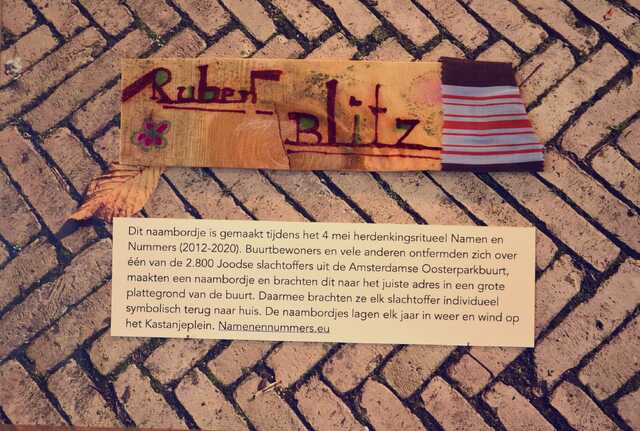 Ruben
Blitz
Dit naambordje is gemaakt tijdens het 4 mei herdenkingsritueel Namen en
Nummers (2012-2020). Buurtbewoners en vele anderen ontfermden zich over
één van de 2.800 Joodse slachtoffers uit de Amsterdamse Oosterparkbuurt,
maakten een naambordje en brachten dit naar het juiste adres in een grote
plattegrond van de buurt. Daarmee brachten ze elk slachtoffer individueel
symbolisch terug naar huis. De naambordjes lagen elk jaar in weer en wind op
het Kastanjeplein. Namenennummers.eu